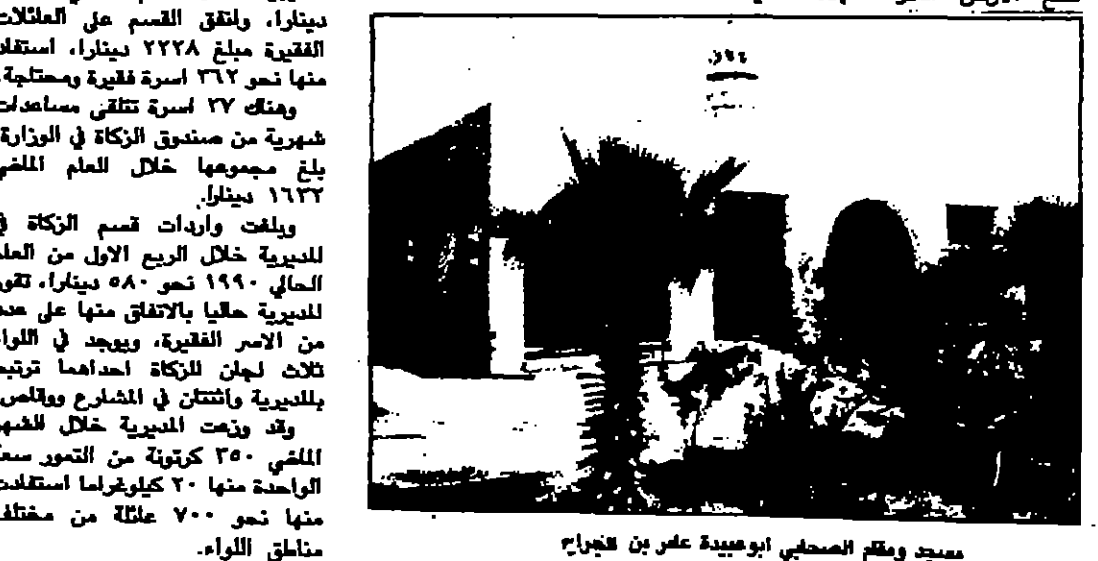 دينارا، وانفق القسم على العائلات
الفقيرة مبلغ ٢٢٢٨ دينارا، استفاد
منها نحو ٣٦٢ اسرة فقيرة ومحتاجة.
وهناك ٢٧ اسرة تتلقى مساعدات
شهرية من صندوق الزكاة في الوزارة
بلغ مجموعها خلال العام الماضي
١٦٣٢ دينارا.
وبلغت واردات قسم الزكاة في
المديرية خلال الربع الاول من العام
الحالي ١٩٩٠ نحو ٥٨٠ دينارا، تقوم
المديرية حاليا بالانفاق منها على عدد
من الاسر الفقيرة، ويوجد في اللواء
ثلاث لجان للزكاة احداهما ترتبط
بالمديرية واثنتان في المشارع ووقاص.
وقد وزعت المديرية خلال الشهر
الماضي ٣٥٠ كرتونة من التمور سعة
الواحدة منها ٢٠ كيلوغراما استفادت
منها نحو ٧٠٠ عائلة من مختلف
مناطق اللواء.
مسجد ومقام الصحابي ابوعبيدة عامر بن الجراح